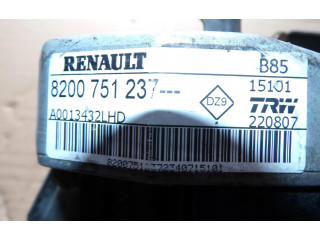 RENAULT B85
8200 751 237--- 15101
DZ9 TRW
A0013432LHD 220807